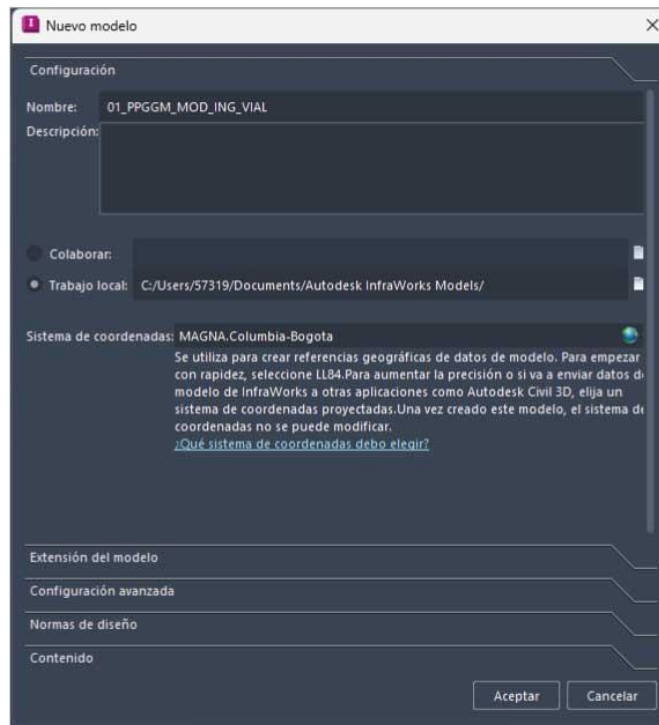 Nuevo modelo
Configuración
Nombre: 01_PPGGM_MOD_ING_VIAL
Descripción:
Colaborar:
Trabajo local: C:/Users/57319/Documents/Autodesk InfraWorks Models/
Sistema de coordenadas: MAGNA.Columbia-Bogota
Se utiliza para crear referencias geográficas de datos de modelo. Para empezar
con rapidez, seleccione LL84.Para aumentar la precisión o si va a enviar datos d
modelo de InfraWorks a otras aplicaciones como Autodesk Civil 3D, elija un
sistema de coordenadas proyectadas.Una vez creado este modelo, el sistema de
coordenadas no se puede modificar.
¿Qué sistema de coordenadas debo elegir?
Extensión del modelo
Configuración avanzada
Normas de diseño
Contenido
Aceptar Cancelar